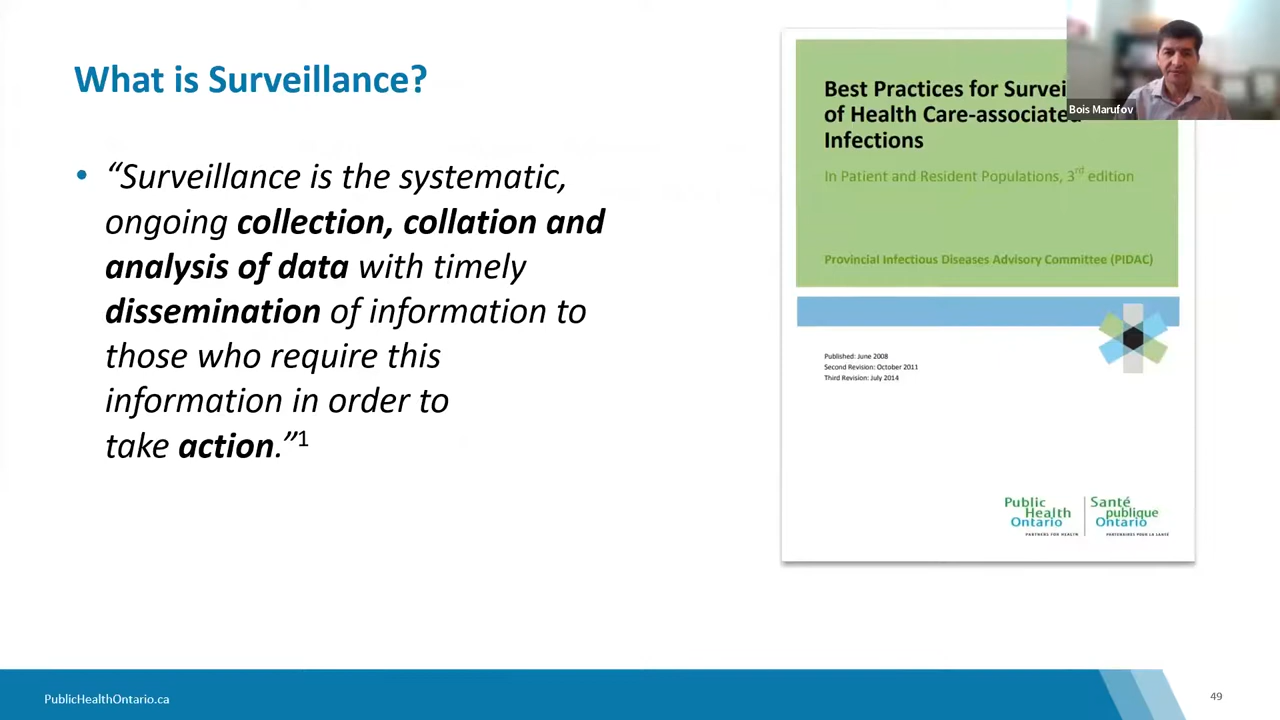 What is Surveillance?
• “Surveillance is the systematic,
ongoing collection, collation and
analysis of data with timely
dissemination of information to
those who require this
information in order to
take action.”1
Best Practices for Survei
of Health Care-associated
Infections
In Patient and Resident Populations, 3rd edition
Provincial Infectious Diseases Advisory Committee (PIDAC)
Published: June 2008
Second Revision: October 2011
Third Revision: July 2014
Public
Health
Ontario
PARTNERS FOR HEALTH
Santé
publique
Ontario
PARTENAIRES POUR LA SANTÉ
Bois Marufov
PublicHealthOntario.ca
49